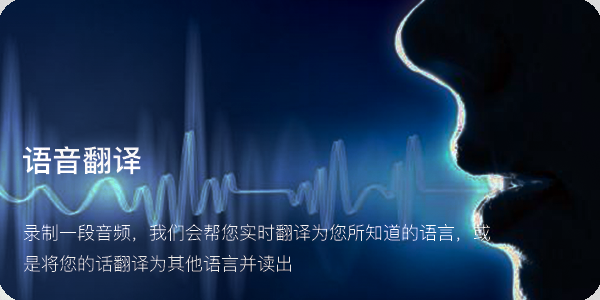 语音翻译
录制一段音频，我们会帮您实时翻译为您所知道的语言，或
是将您的话翻译为其他语言并读出